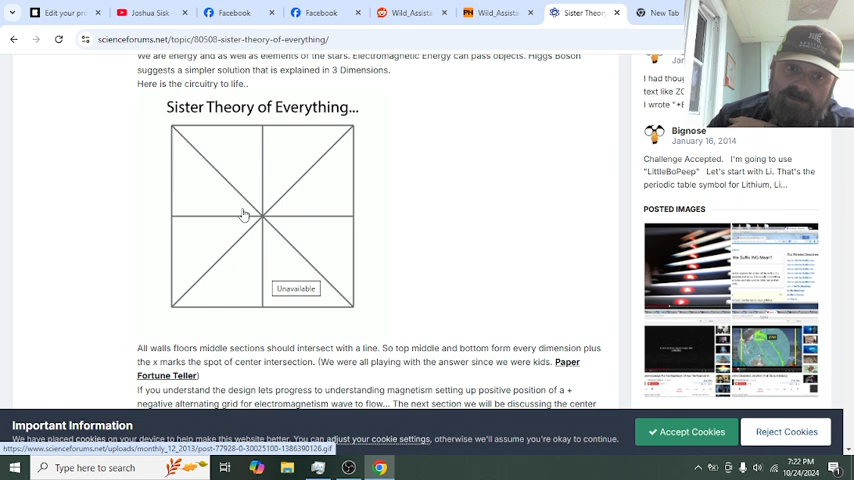 Edit your pro
Joshua Sisk -
Facebook
Facebook
Wild_Assista
Wild_Assist
Sister Theory
New Tab
scienceforums.net/topic/80508-sister-theory-of-everything/
We are energy and as well as elements of the stars. Electromagnetic Energy can pass objects. Higgs Boson
suggests a simpler solution that is explained in 3 Dimensions.
Here is the circuitry to life..
Sister Theory of Everything...
Unavailable
All walls floors middle sections should intersect with a line. So top middle and bottom form every dimension plus
the x marks the spot of center intersection. (We were all playing with the answer since we were kids. Paper
Fortune Teller)
If you understand the design lets progress to understanding magnetism setting up positive position of a +
negative alternating grid for electromagnetism wave to flow... The next section we will be discussing the center
Ja
I had thoug
text like ZO
I wrote "*E
Bignose
January 16, 2014
Challenge Accepted. I'm going to use
"LittleBoPeep" Let's start with Li. That's the
periodic table symbol for Lithium, Li...
POSTED IMAGES
the Suffix ING Mean?
Important Information
We have placed cookies on your device to help make this website better. You can adjust your cookie settings, otherwise we'll assume you're okay to continue.
Accept Cookies
Reject Cookies
https://www.scienceforums.net/uploads/monthly_12_2013/post-77928-0-30025100-1386390126.gif
Type here to search
7:22 PM
10/24/2024